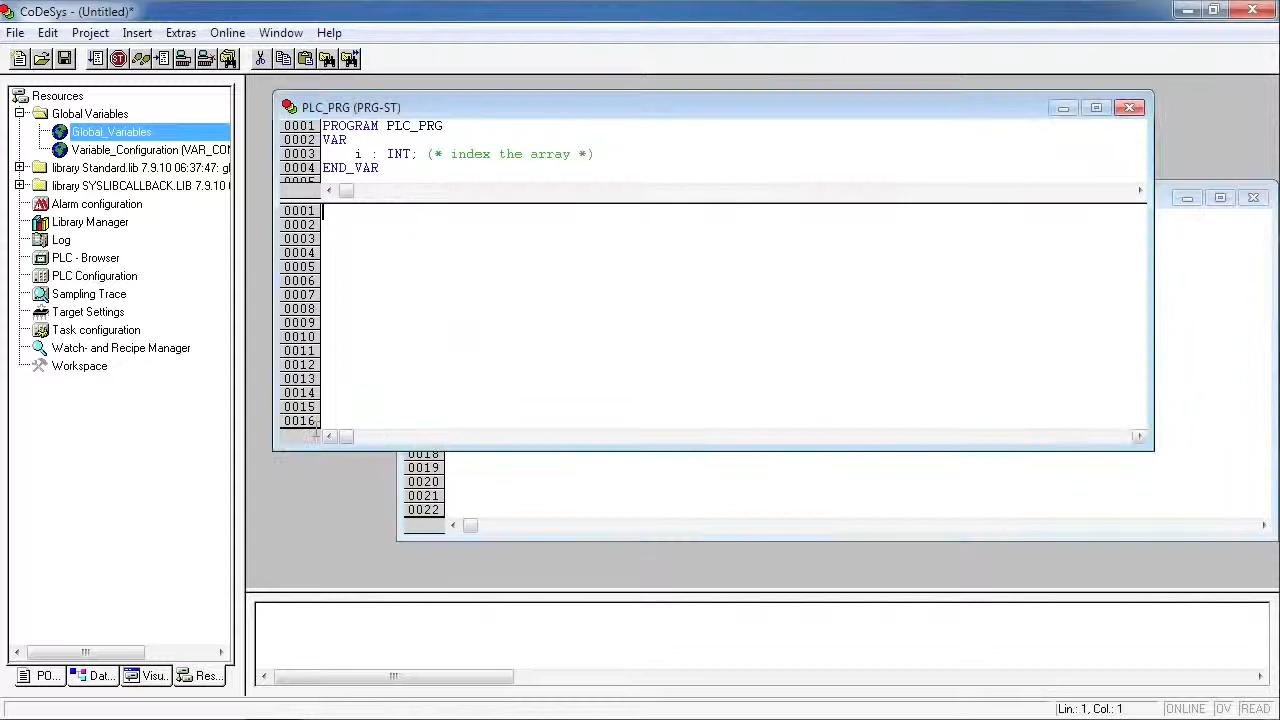 CoDeSys - (Untitled)*
File Edit Project Insert Extras Online Window Help
Resources
Global Variables
Global_Variables
Variable_Configuration (VAR_CON
library Standard.lib 7.9.10 06:37:47: gl
library SYSLIBCALLBACK.LIB 7.9.10
Alarm configuration
Library Manager
Log
PLC - Browser
PLC Configuration
Sampling Trace
Target Settings
Task configuration
Watch- and Recipe Manager
Workspace
PO... Dat... Visu... Res...
PLC_PRG (PRG-ST)
0001 PROGRAM PLC_PRG
0002 VAR
0003 i : INT; (* index the array *)
0004 END_VAR
0005
0001
0002
0003
0004
0005
0006
0007
0008
0009
0010
0011
0012
0013
0014
0015
0016
0018
0019
0020
0021
0022
Lin.: 1, Col.: 1 ONLINE OV READ